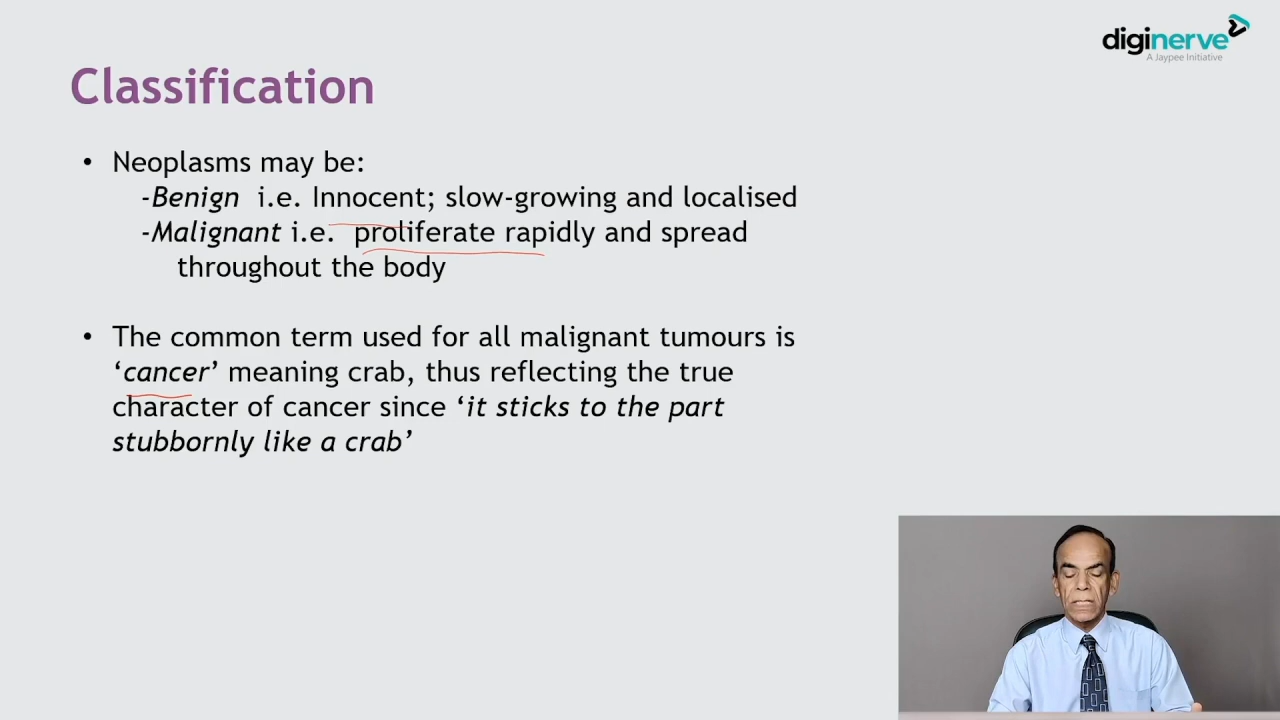 diginerve
A Jaypee Initiative
Classification
• Neoplasms may be:
-Benign i.e. Innocent; slow-growing and localised
-Malignant i.e. proliferate rapidly and spread
throughout the body
• The common term used for all malignant tumours is
‘cancer’ meaning crab, thus reflecting the true
character of cancer since ‘it sticks to the part
stubbornly like a crab’